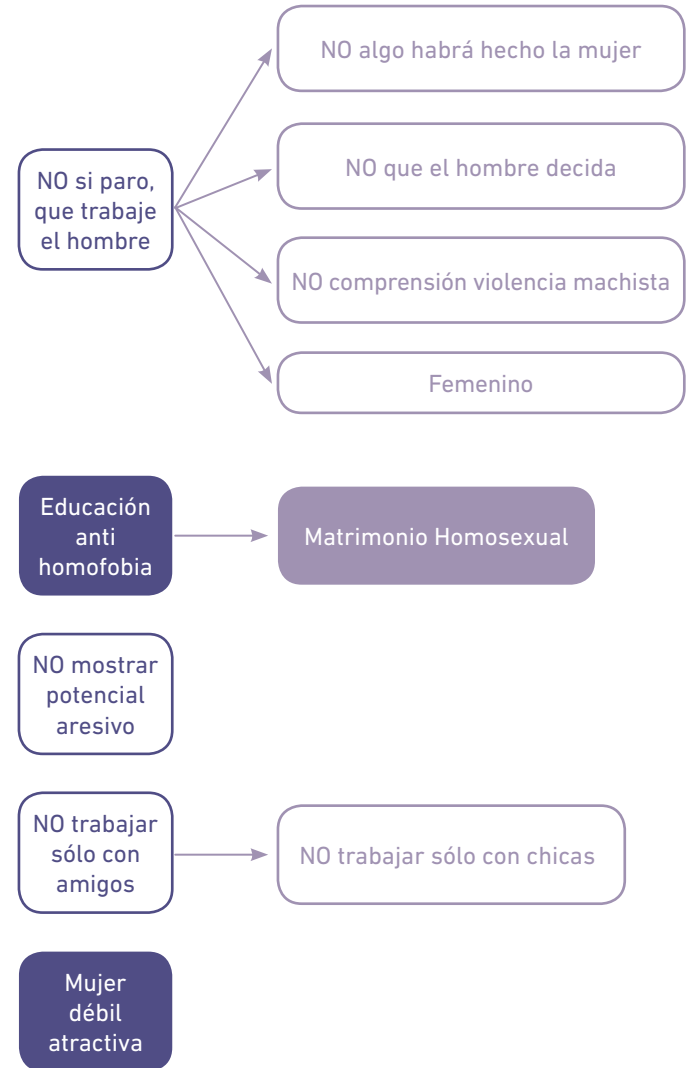 NO si paro,
que trabaje
el hombre
NO algo habrá hecho la mujer
NO que el hombre decida
NO comprensión violencia machista
Femenino
Educación
anti
homofobia
Matrimonio Homosexual
NO mostrar
potencial
aresivo
NO trabajar
sólo con
amigos
NO trabajar sólo con chicas
Mujer
débil
atractiva